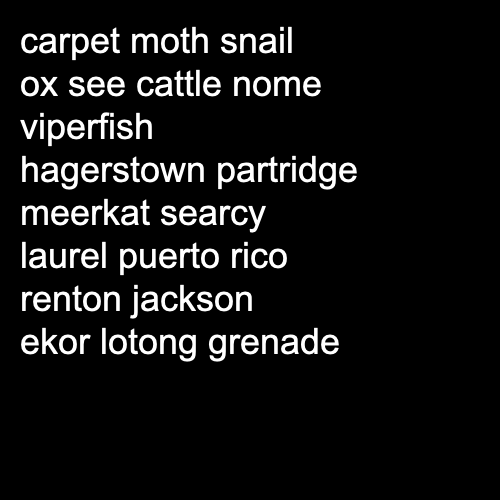 carpet moth snail
ox see cattle nome
viperfish
hagerstown partridge
meerkat searcy
laurel puerto rico
renton jackson
ekor lotong grenade